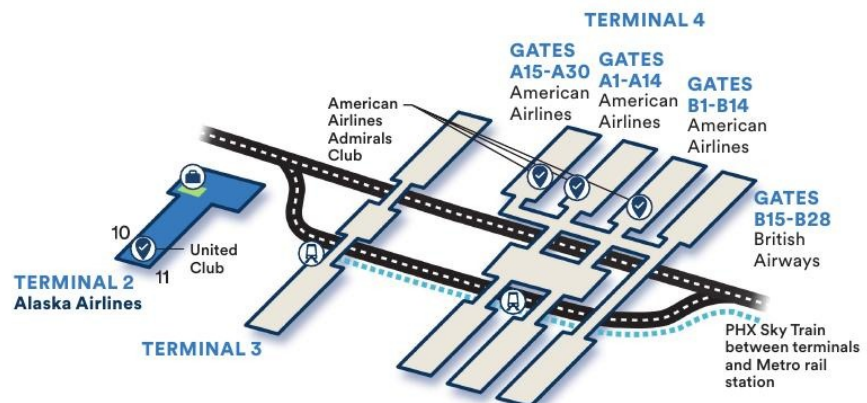 TERMINAL 4
GATES
A15-A30
American
Airlines
GATES
A1-A14
American
Airlines
GATES
B1-B14
American
Airlines
GATES
B15-B28
British
Airways
American
Airlines
Admirals
Club
10
11
United
Club
TERMINAL 2
Alaska Airlines
TERMINAL 3
PHX Sky Train
between terminals
and Metro rail
station